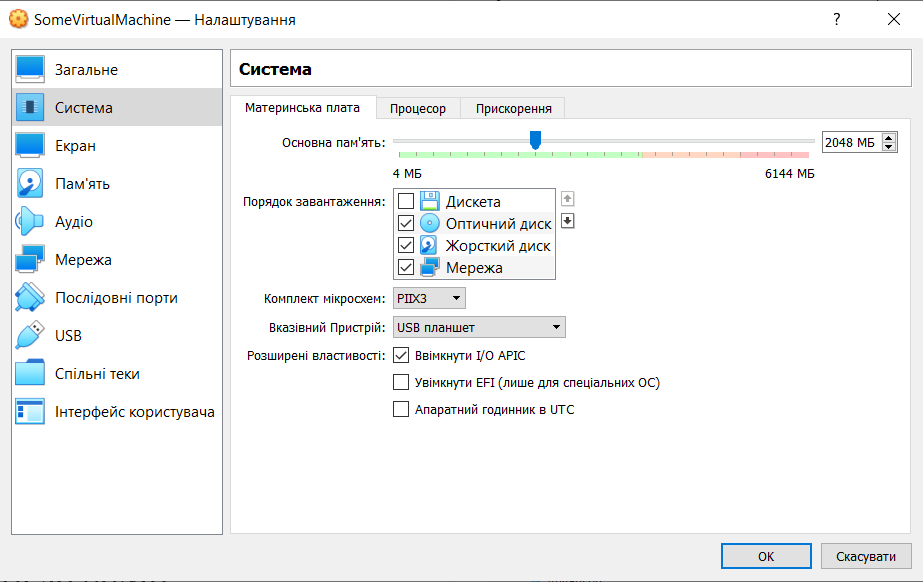 SomeVirtualMachine — Налаштування
?
Загальне
Система
Екран
Пам'ять
Аудіо
Мережа
Послідовні порти
USB
Спільні теки
Інтерфейс користувача
Система
Материнська плата
Процесор
Прискорення
Основна пам'ять:
2048 МБ
4 МБ
6144 МБ
Порядок завантаження:
Дискета
Оптичний диск
Жорсткий диск
Мережа
Комплект мікросхем:
PIIX3
Вказівний Пристрій:
USB планшет
Розширені властивості:
Ввімкнути I/O APIC
Увімкнути EFI (лише для спеціальних ОС)
Апаратний годинник в UTC
ОК
Скасувати